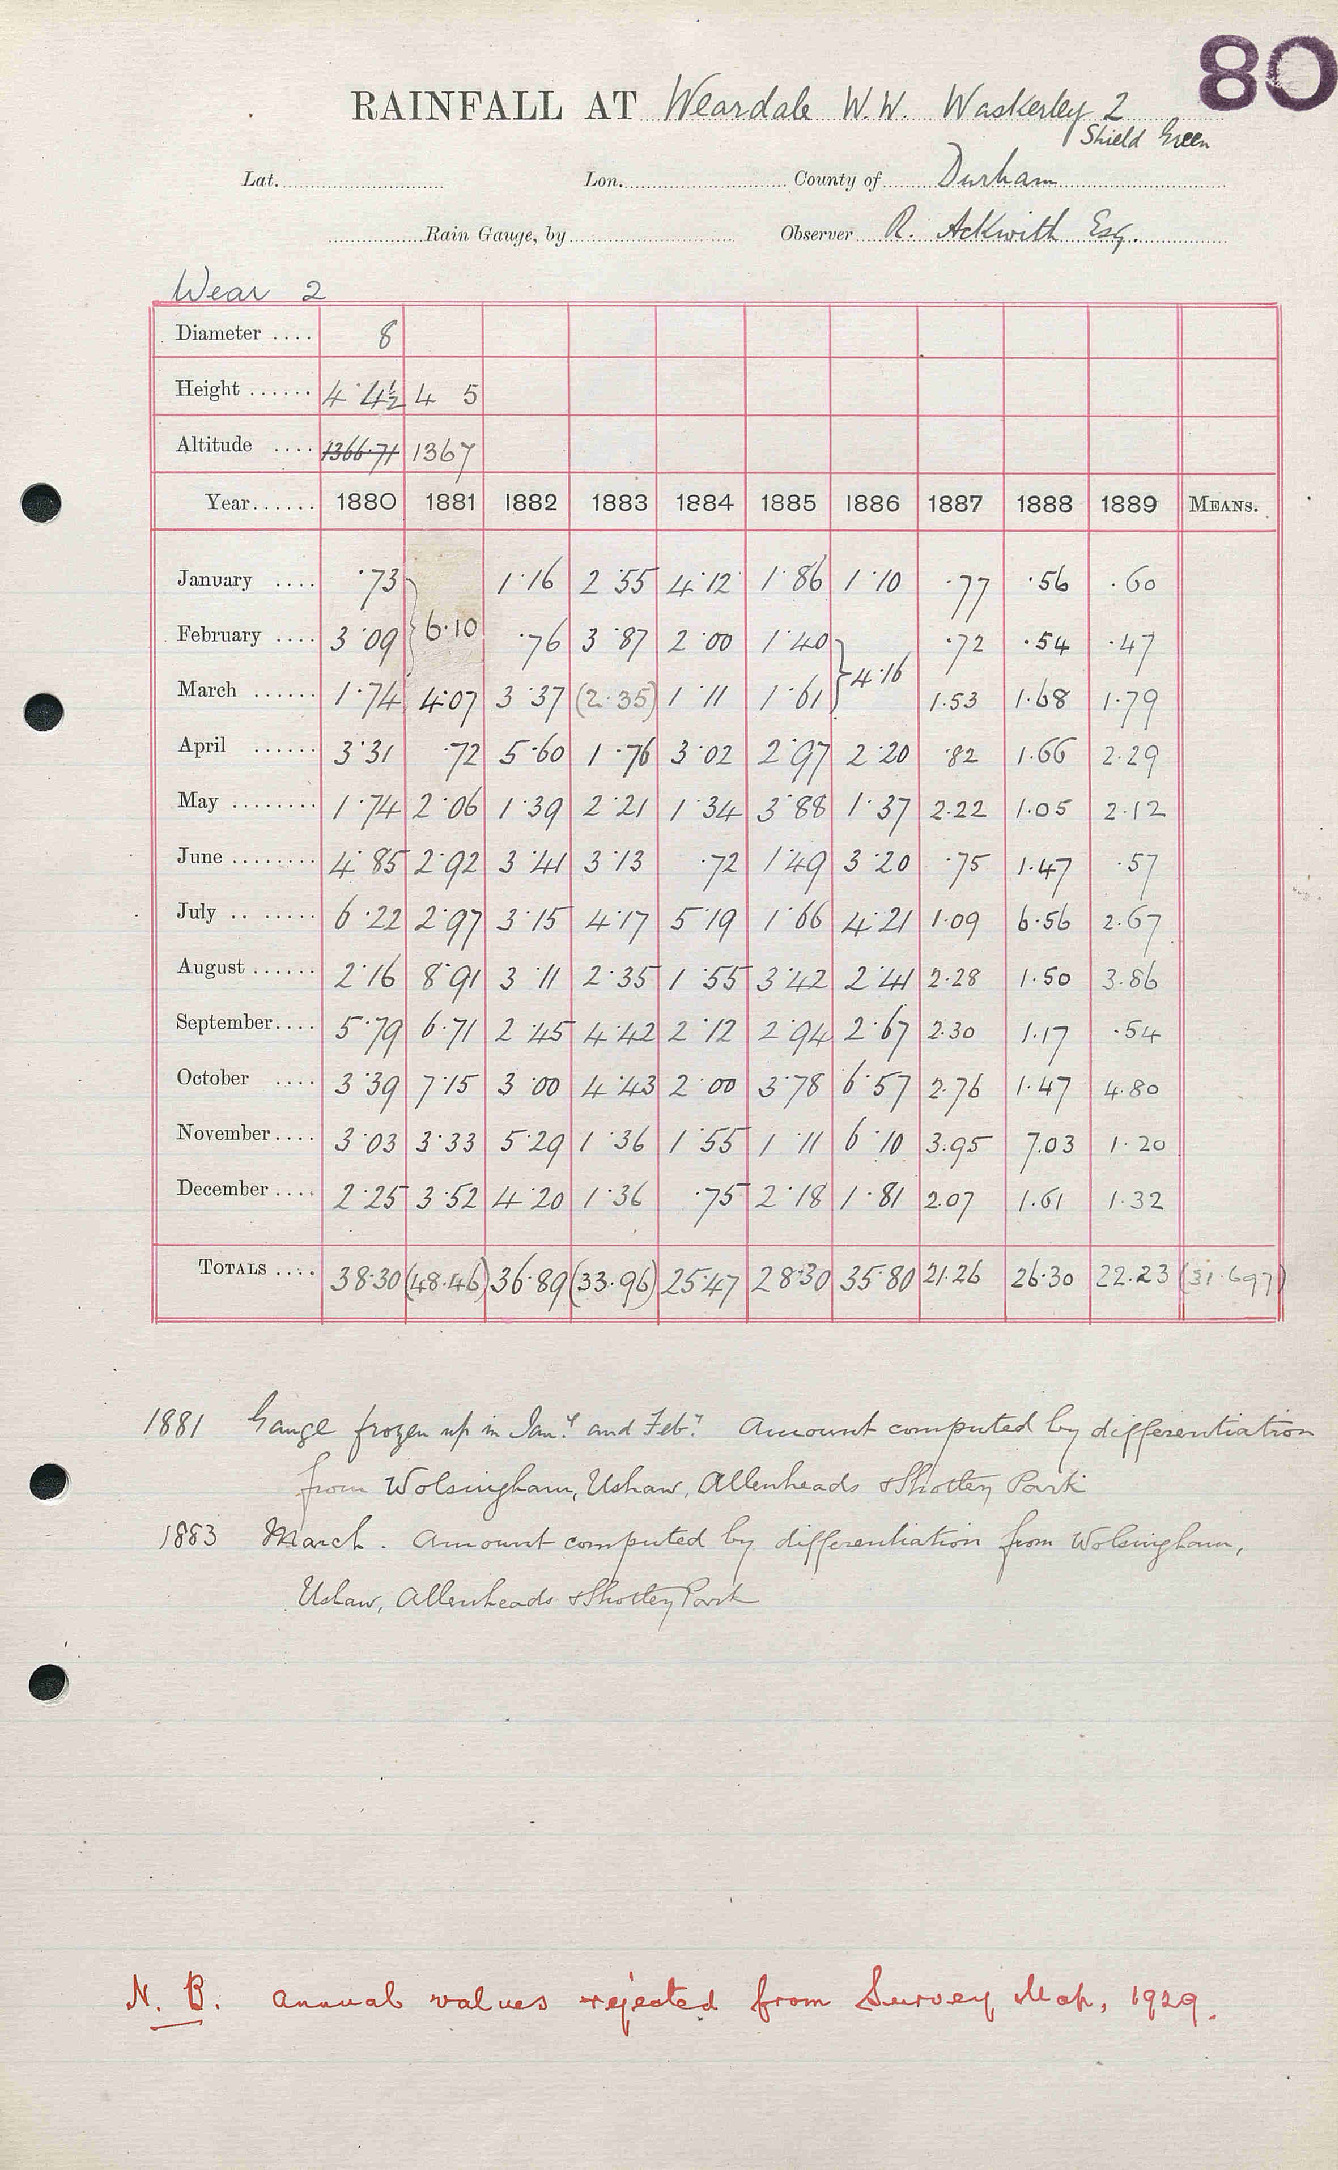 80
RAINFALL AT Weardale W.W. Waskerley 2
Shield Green
Lat. Lon. County of Durham
Rain Gauge, by Observer R. Askwith Esq.
Wear 2
Diameter .... 8
Height ...... 4 4½ 4 5
Altitude .... 1366.71 1367
Year...... 1880 1881 1882 1883 1884 1885 1886 1887 1888 1889 MEANS.
January .... .73 1.16 2.55 4.12 1.86 1.10 .77 .56 .60
February .... 3.09 } 6.10 .76 3.87 2.00 1.40 } 4.16 .72 .54 .47
March ...... 1.74 4.07 3.37 (2.35) 1.11 1.61 1.53 1.68 1.79
April ...... 3.31 .72 5.60 1.76 3.02 2.97 2.20 .82 1.66 2.29
May ........ 1.74 2.06 1.39 2.21 1.34 3.88 1.37 2.22 1.05 2.12
June ........ 4.85 2.92 3.41 3.13 .72 1.49 3.20 .75 1.47 .57
July .. ...... 6.22 2.97 3.15 4.17 5.19 1.66 4.21 1.09 6.56 2.67
August ...... 2.16 8.91 3.11 2.35 1.55 3.42 2.41 2.28 1.50 3.86
September.... 5.79 6.71 2.45 4.42 2.12 2.94 2.67 2.30 1.17 .54
October .... 3.39 7.15 3.00 4.43 2.00 3.78 6.57 2.76 1.47 4.80
November.... 3.03 3.33 5.29 1.36 1.55 1.11 6.10 3.95 7.03 1.20
December.... 2.25 3.52 4.20 1.36 .75 2.18 1.81 2.07 1.61 1.32
TOTALS .... 38.30 (48.46) 36.89 (33.96) 25.47 28.30 35.80 21.26 26.30 22.23 (31.697)
1881 Gauge frozen up in Jany and Feby Amount computed by differentiation
from Wolsingham, Ushaw, Allenheads & Shotley Park
1883 March. Amount computed by differentiation from Wolsingham,
Ushaw, Allenheads & Shotley Park
N.B. Annual values rejected from Survey Map, 1929.